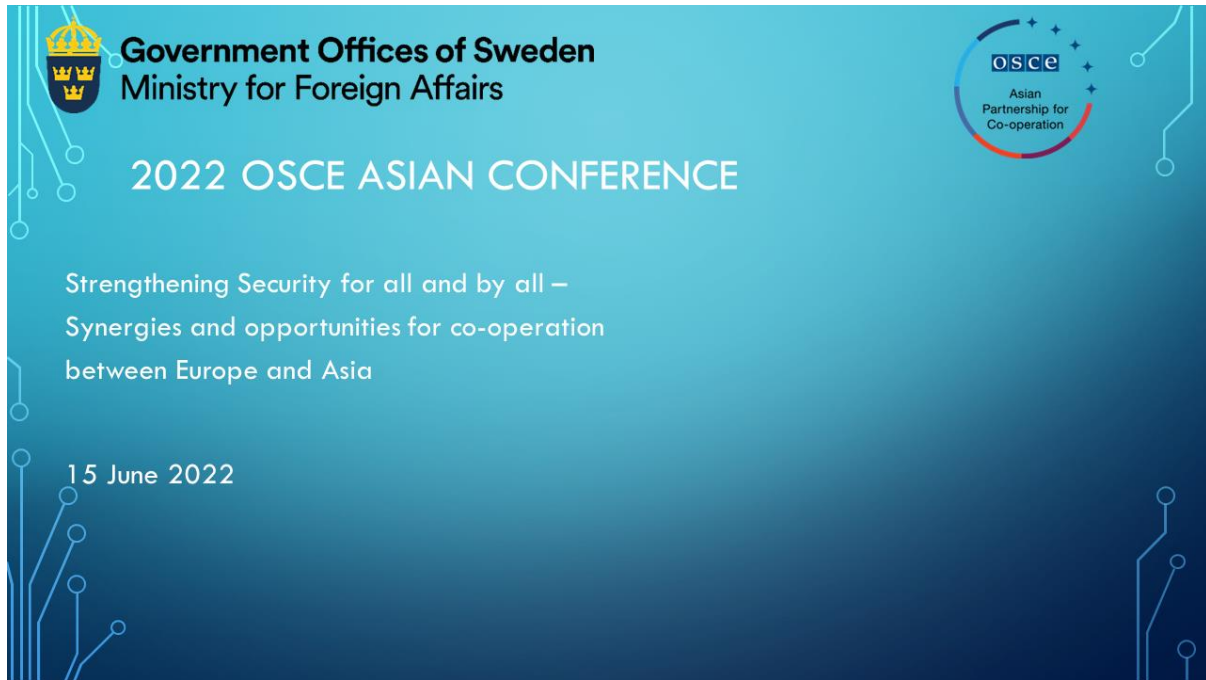 Government Offices of Sweden
Ministry for Foreign Affairs
osce
Asian
Partnership for
Co-operation
2022 OSCE ASIAN CONFERENCE
Strengthening Security for all and by all –
Synergies and opportunities for co-operation
between Europe and Asia
15 June 2022